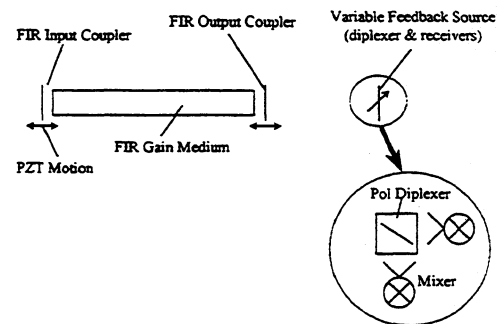 FIR Input Coupler
FIR Output Coupler
Variable Feedback Source
(diplexer & receivers)
FIR Gain Medium
PZT Motion
Pol Diplexer
Mixer